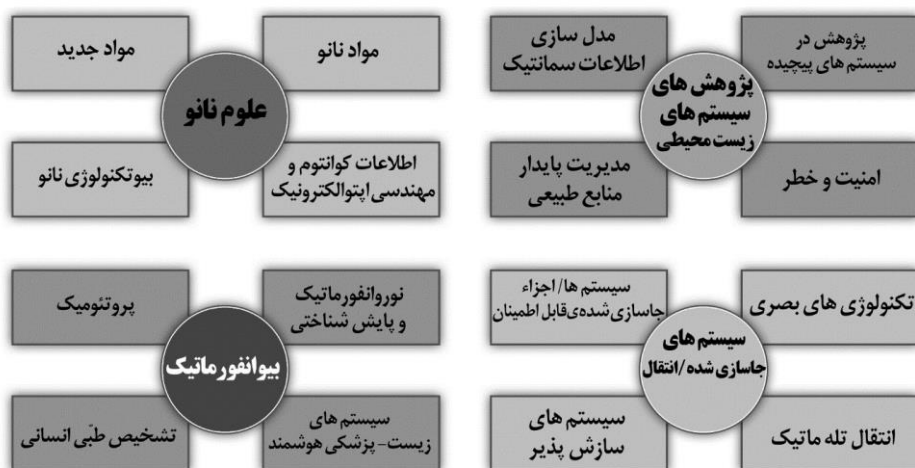 پژوهش در
سیستم های پیچیده
مدل سازی
اطلاعات سمانتیک
پژوهش های
سیستم های
زیست محیطی
امنیت و خطر
مدیریت پایدار
منابع طبیعی
مواد نانو
مواد جدید
علوم نانو
اطلاعات کوانتوم و
مهندسی اپتوالکترونیک
بیوتکنولوژی نانو
تکنولوژی های بصری
سیستم ها/اجزاء
جاسازی شده‌ی قابل اطمینان
سیستم های
جاسازی شده/انتقال
انتقال تله ماتیک
سیستم های
سازش پذیر
نوروانفورماتیک
و پایش شناختی
پروتئومیک
بیوانفورماتیک
سیستم های
زیست-پزشکی هوشمند
تشخیص طبّی انسانی